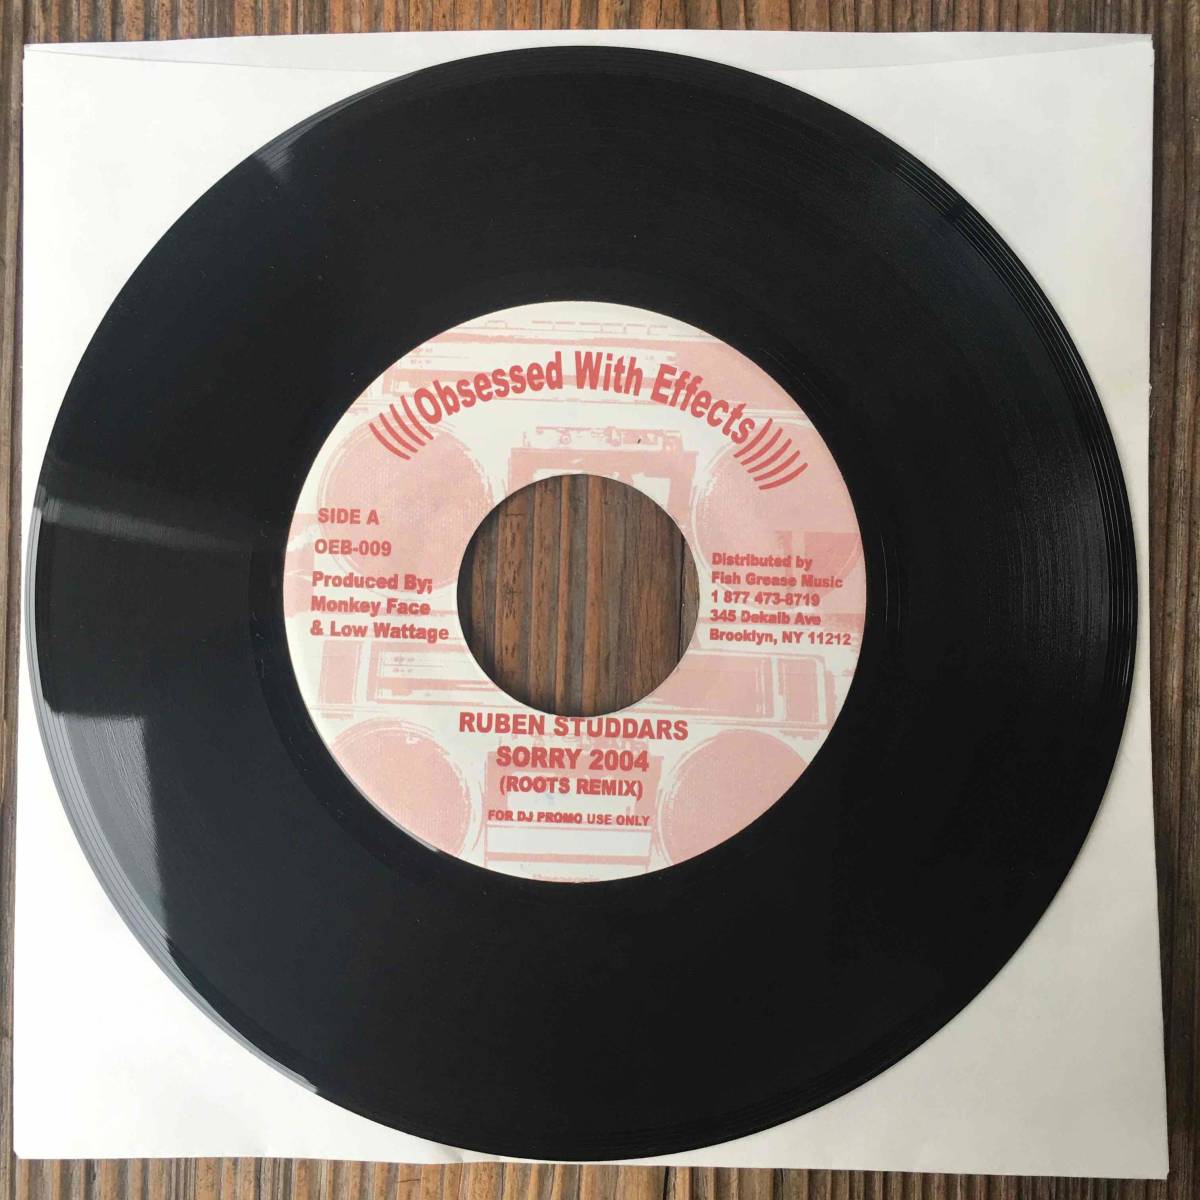 (((((Obsessed With Effects)))))
SIDE A
OEB-009
Produced By;
Monkey Face
& Low Wattage
Distributed by
Fish Grease Music
1 877 473-8719
345 Dekalb Ave
Brooklyn, NY 11212
RUBEN STUDDARS
SORRY 2004
(ROOTS REMIX)
FOR DJ PROMO USE ONLY